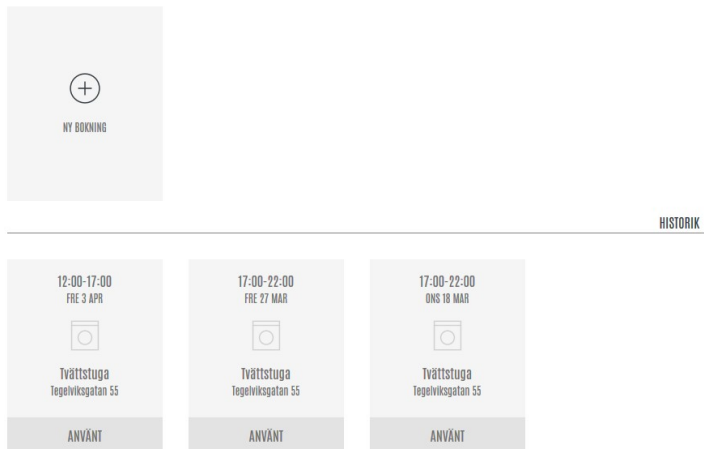 NY BOKNING
HISTORIK
12:00-17:00
FRE 3 APR
Tvättstuga
Tegelviksgatan 55
ANVÄNT
17:00-22:00
FRE 27 MAR
Tvättstuga
Tegelviksgatan 55
ANVÄNT
17:00-22:00
ONS 18 MAR
Tvättstuga
Tegelviksgatan 55
ANVÄNT